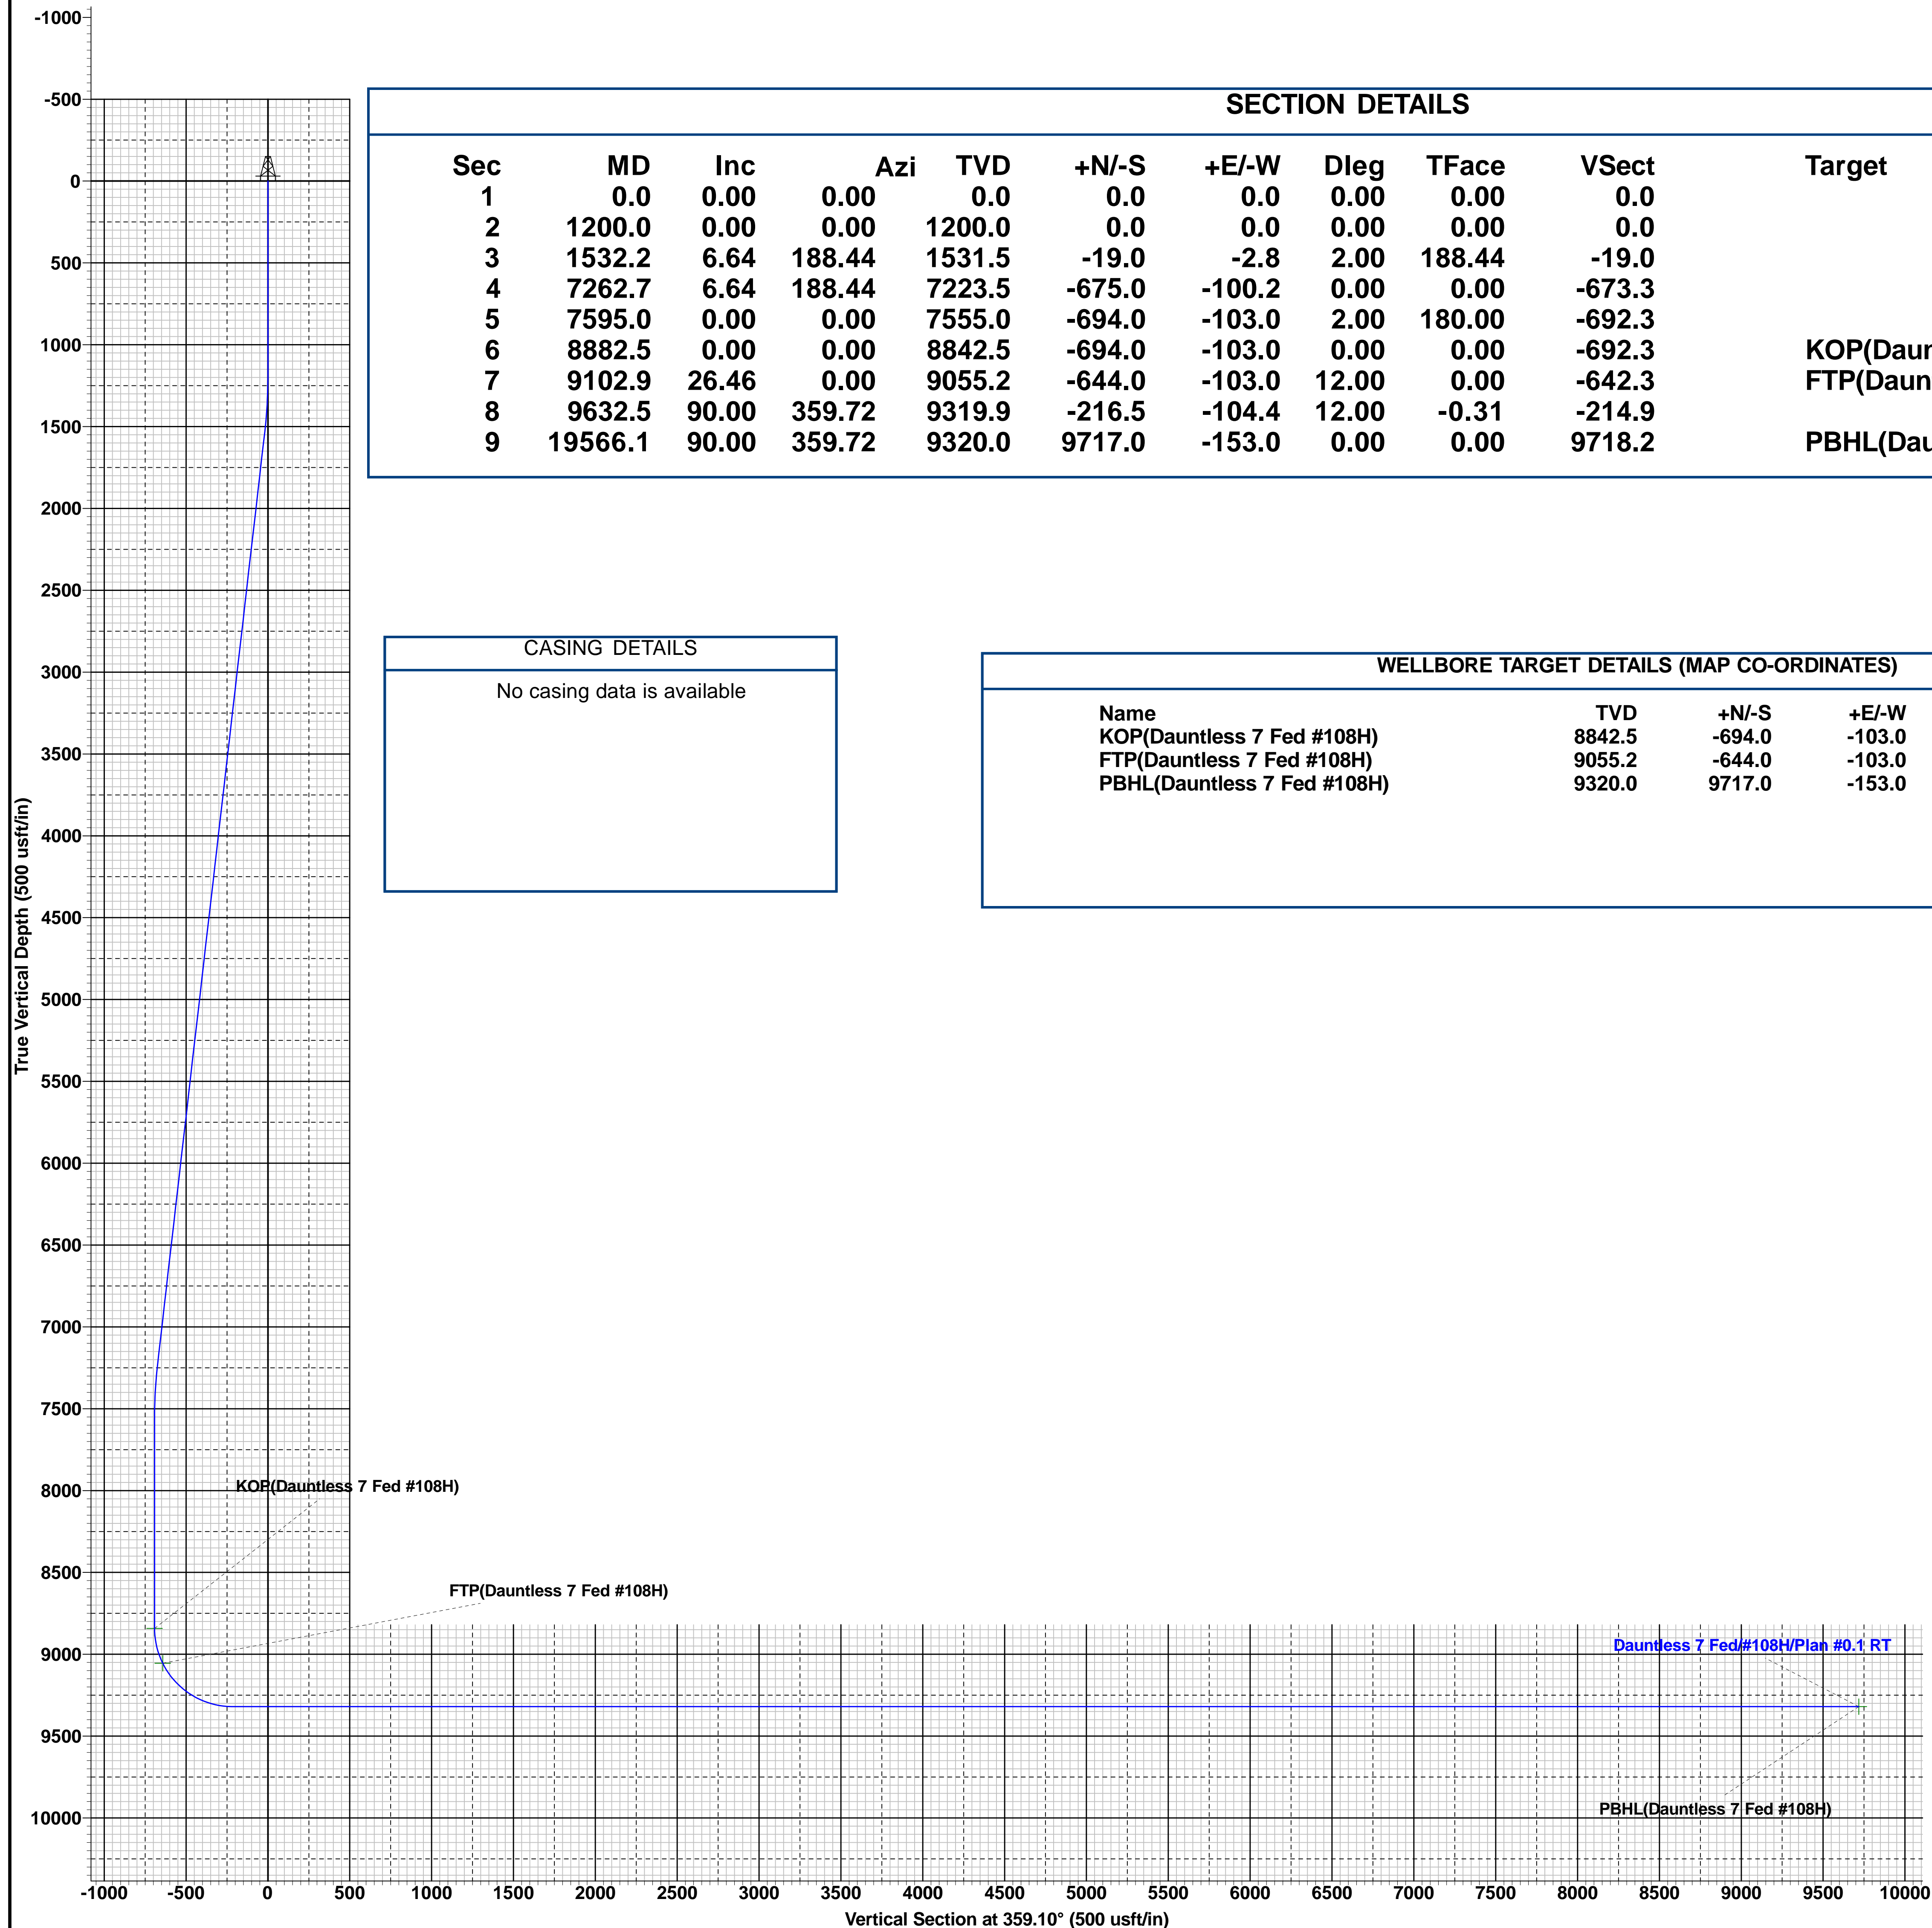 SECTION DETAILS
Sec MD Inc Azi TVD +N/-S +E/-W Dleg TFace VSect Target
1 0.0 0.00 0.00 0.0 0.0 0.0 0.00 0.00 0.0
2 1200.0 0.00 0.00 1200.0 0.0 0.0 0.00 0.00 0.0
3 1532.2 6.64 188.44 1531.5 -19.0 -2.8 2.00 188.44 -19.0
4 7262.7 6.64 188.44 7223.5 -675.0 -100.2 0.00 0.00 -673.3
5 7595.0 0.00 0.00 7555.0 -694.0 -103.0 2.00 180.00 -692.3
6 8882.5 0.00 0.00 8842.5 -694.0 -103.0 0.00 0.00 -692.3 KOP(Daun
7 9102.9 26.46 0.00 9055.2 -644.0 -103.0 12.00 0.00 -642.3 FTP(Daun
8 9632.5 90.00 359.72 9319.9 -216.5 -104.4 12.00 -0.31 -214.9
9 19566.1 90.00 359.72 9320.0 9717.0 -153.0 0.00 0.00 9718.2 PBHL(Dau
CASING DETAILS
No casing data is available
WELLBORE TARGET DETAILS (MAP CO-ORDINATES)
Name TVD +N/-S +E/-W
KOP(Dauntless 7 Fed #108H) 8842.5 -694.0 -103.0
FTP(Dauntless 7 Fed #108H) 9055.2 -644.0 -103.0
PBHL(Dauntless 7 Fed #108H) 9320.0 9717.0 -153.0
True Vertical Depth (500 usft/in)
-1000
-500
0
500
1000
1500
2000
2500
3000
3500
4000
4500
5000
5500
6000
6500
7000
7500
8000
8500
9000
9500
10000
KOP(Dauntless 7 Fed #108H)
FTP(Dauntless 7 Fed #108H)
Dauntless 7 Fed/#108H/Plan #0.1 RT
PBHL(Dauntless 7 Fed #108H)
-1000 -500 0 500 1000 1500 2000 2500 3000 3500 4000 4500 5000 5500 6000 6500 7000 7500 8000 8500 9000 9500 10000
Vertical Section at 359.10° (500 usft/in)